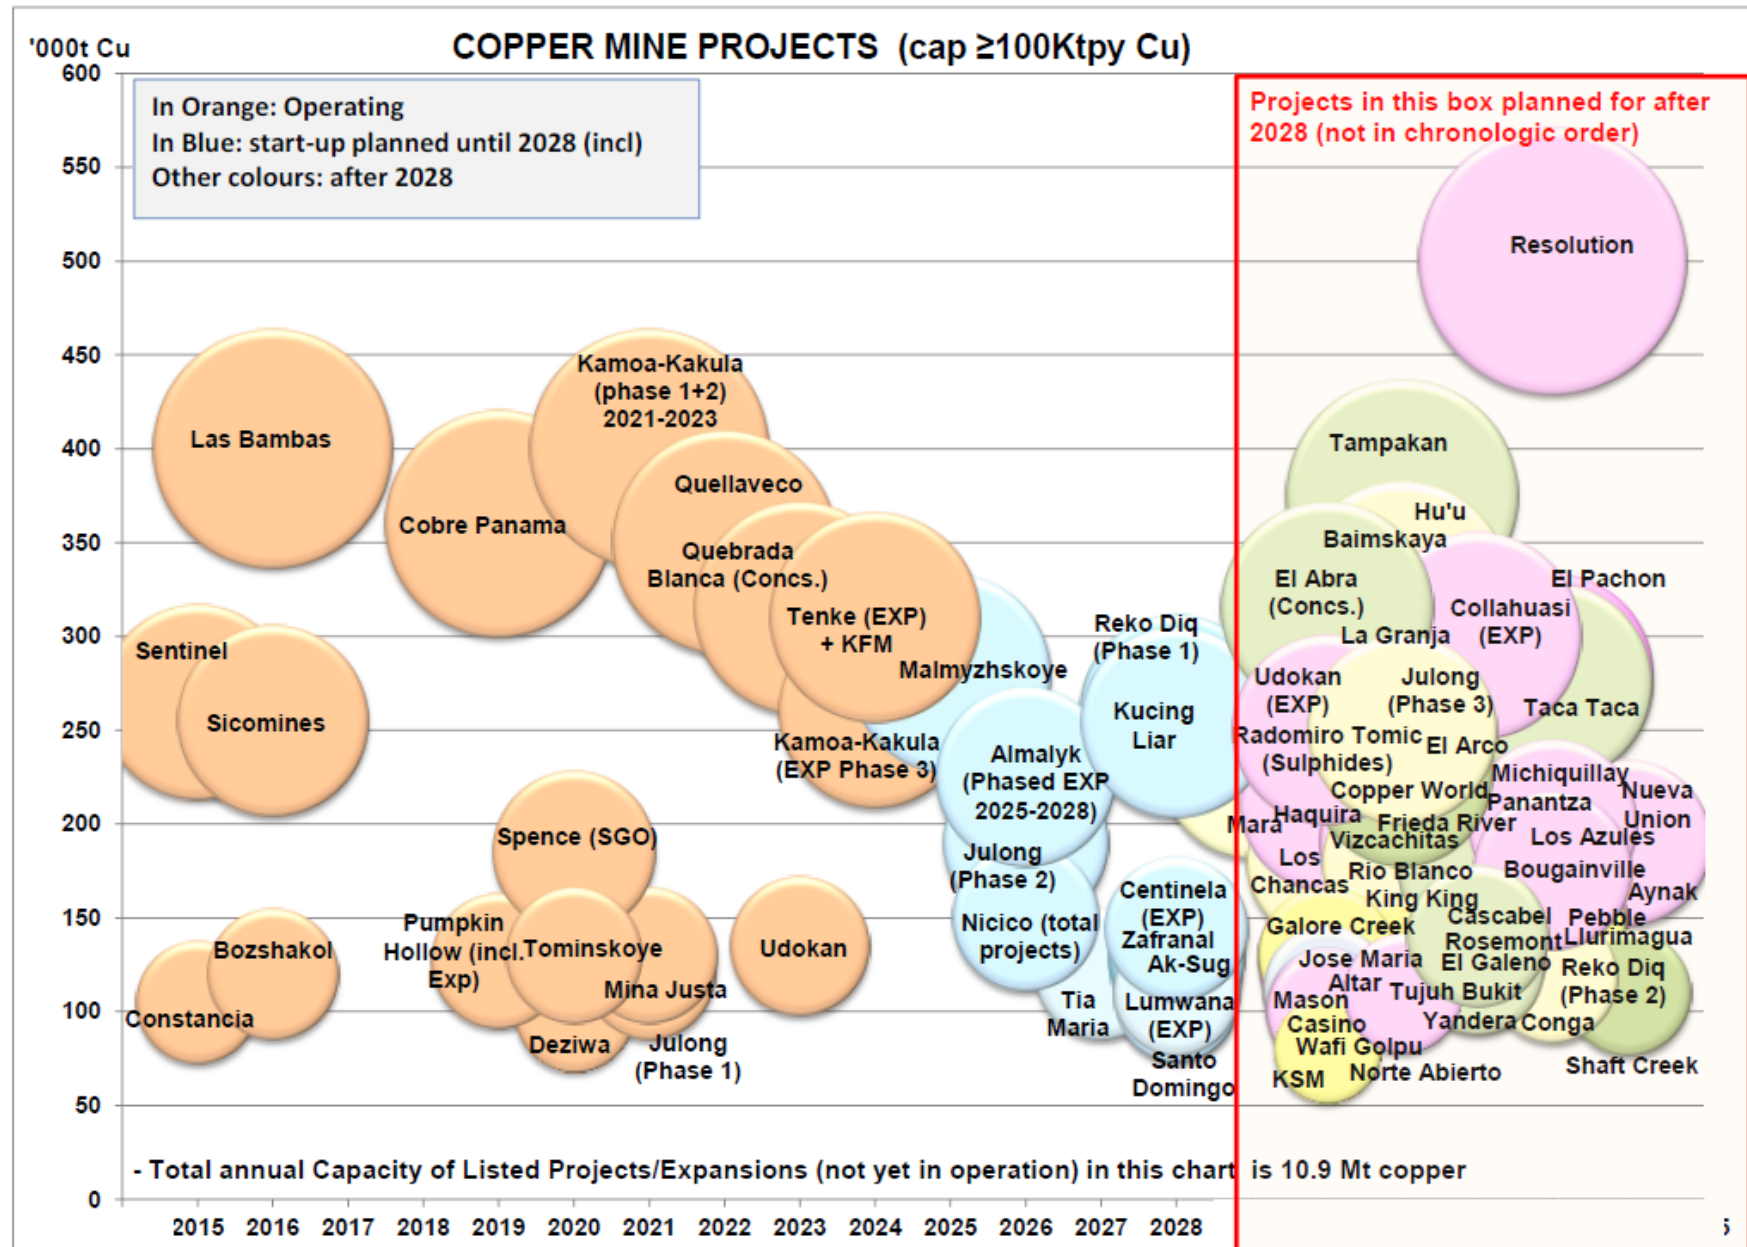 '000t Cu
COPPER MINE PROJECTS (cap ≥100Ktpy Cu)
600
550
500
450
400
350
300
250
200
150
100
50
0
In Orange: Operating
In Blue: start-up planned until 2028 (incl)
Other colours: after 2028
Projects in this box planned for after
2028 (not in chronologic order)
Las Bambas
Sentinel
Sicomines
Bozshakol
Constancia
Cobre Panama
Kamoa-Kakula
(phase 1+2)
2021-2023
Quellaveco
Quebrada
Blanca (Concs.)
Tenke (EXP)
+ KFM
Kamoa-Kakula
(EXP Phase 3)
Spence (SGO)
Pumpkin
Hollow (incl.
Exp)
Tominskoye
Mina Justa
Deziwa
Julong
(Phase 1)
Udokan
Malmyzhskoye
Almalyk
(Phased EXP
2025-2028)
Julong
(Phase 2)
Nicico (total
projects)
Tia
Maria
Reko Diq
(Phase 1)
Kucing
Liar
Centinela
(EXP)
Zafranal
Ak-Sug
Lumwana
(EXP)
Santo
Domingo
Resolution
Tampakan
Hu'u
Baimskaya
El Abra
(Concs.)
La Granja
Collahuasi
(EXP)
El Pachon
Udokan
(EXP)
Julong
(Phase 3)
Taca Taca
Radomiro Tomic
(Sulphides)
El Arco
Copper World
Michiquillay
Panantza
Nueva
Union
Mara
Haquira
Frieda River
Vizcachitas
Los Azules
Los
Chancas
Rio Blanco
King King
Bougainville
Aynak
Galore Creek
Cascabel
Pebble
Rosemont
Llurimagua
Jose Maria
El Galeno
Reko Diq
(Phase 2)
Altar
Mason
Tujuh Bukit
Casino
Yandera
Conga
Wafi Golpu
KSM
Norte Abierto
Shaft Creek
- Total annual Capacity of Listed Projects/Expansions (not yet in operation) in this chart is 10.9 Mt copper
2015 2016 2017 2018 2019 2020 2021 2022 2023 2024 2025 2026 2027 2028